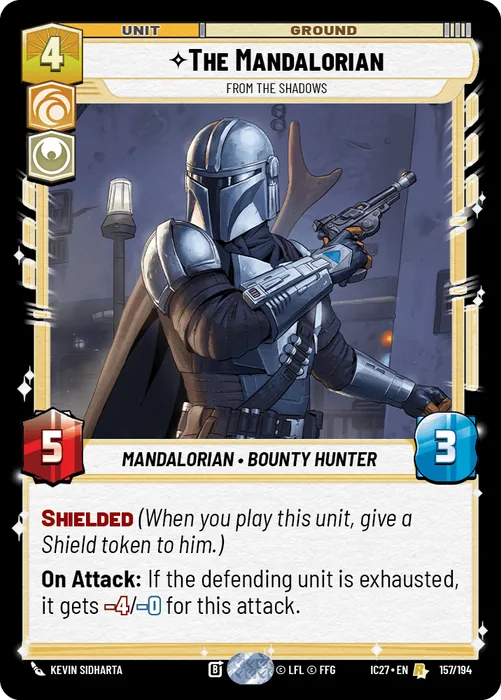 UNIT GROUND
4
✧THE MANDALORIAN
FROM THE SHADOWS
5
3
MANDALORIAN • BOUNTY HUNTER
SHIELDED (When you play this unit, give a
Shield token to him.)
On Attack: If the defending unit is exhausted,
it gets -4/-0 for this attack.
KEVIN SIDHARTA B © LFL © FFG IC27 • EN R 157/194